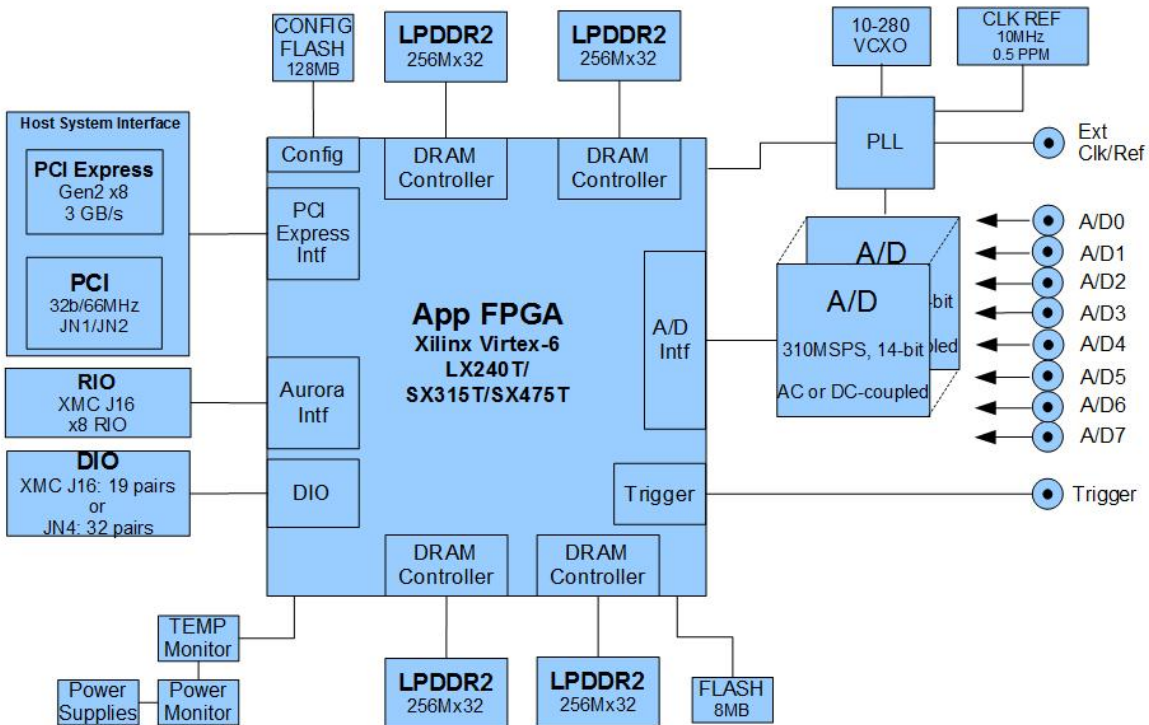 CONFIG
FLASH
128MB
LPDDR2
256Mx32
LPDDR2
256Mx32
10-280
VCXO
CLK REF
10MHz
0.5 PPM
Host System Interface
PCI Express
Gen2 x8
3 GB/s
PCI
32b/66MHz
JN1/JN2
RIO
XMC J16
x8 RIO
DIO
XMC J16: 19 pairs
or
JN4: 32 pairs
Config
PCI
Express
Intf
Aurora
Intf
DIO
DRAM
Controller
DRAM
Controller
App FPGA
Xilinx Virtex-6
LX240T/
SX315T/SX475T
A/D
Intf
Trigger
DRAM
Controller
DRAM
Controller
PLL
Ext
Clk/Ref
A/D
-bit
pled
A/D
310MSPS, 14-bit
AC or DC-coupled
A/D0
A/D1
A/D2
A/D3
A/D4
A/D5
A/D6
A/D7
Trigger
TEMP
Monitor
Power
Supplies
Power
Monitor
LPDDR2
256Mx32
LPDDR2
256Mx32
FLASH
8MB